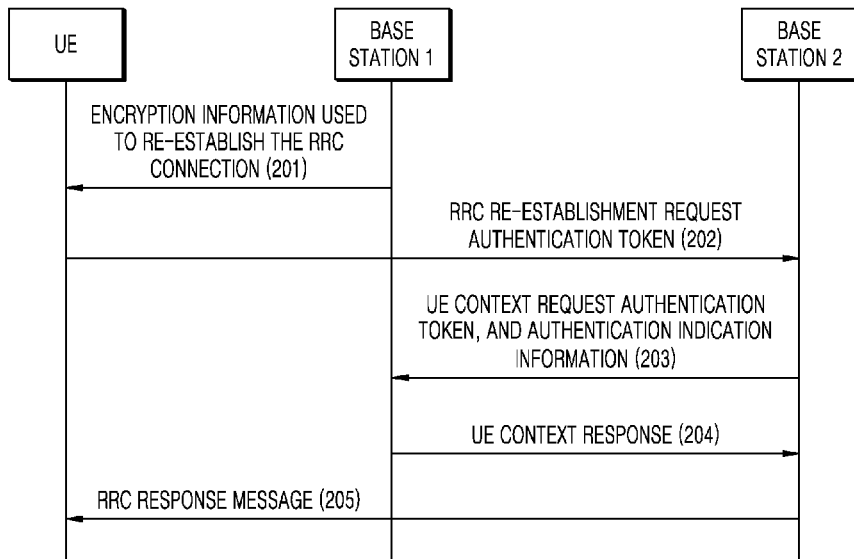 UE
BASE
STATION 1
BASE
STATION 2
ENCRYPTION INFORMATION USED
TO RE-ESTABLISH THE RRC
CONNECTION (201)
RRC RE-ESTABLISHMENT REQUEST
AUTHENTICATION TOKEN (202)
UE CONTEXT REQUEST AUTHENTICATION
TOKEN, AND AUTHENTICATION INDICATION
INFORMATION (203)
UE CONTEXT RESPONSE (204)
RRC RESPONSE MESSAGE (205)